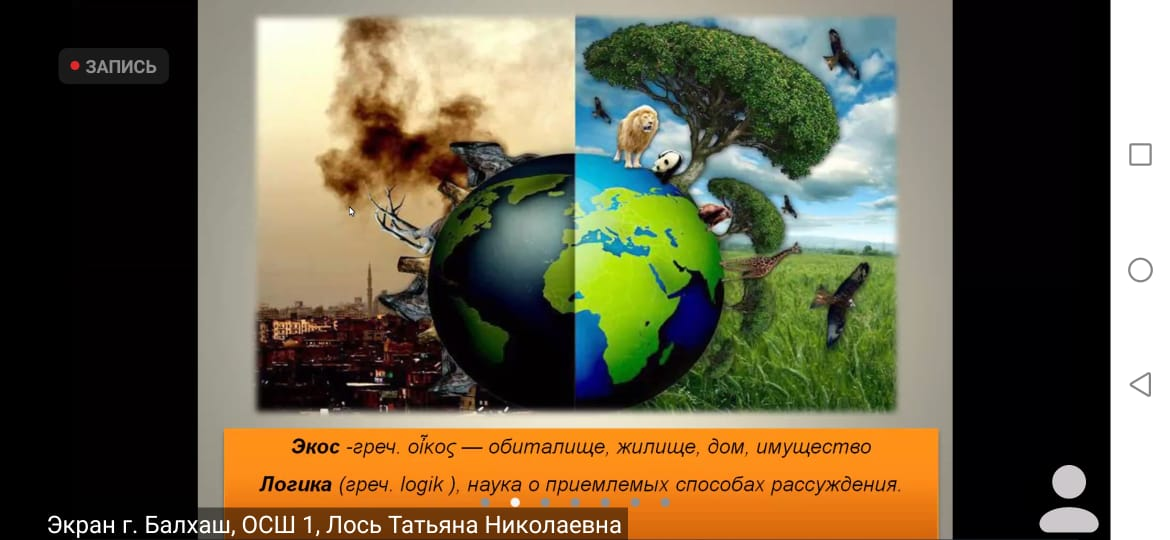 ЗАПИСЬ
Экос -греч. οἶκος — обиталище, жилище, дом, имущество
Логика (греч. logik ), наука о приемлемых способах рассуждения.
Экран г. Балхаш, ОСШ 1, Лось Татьяна Николаевна